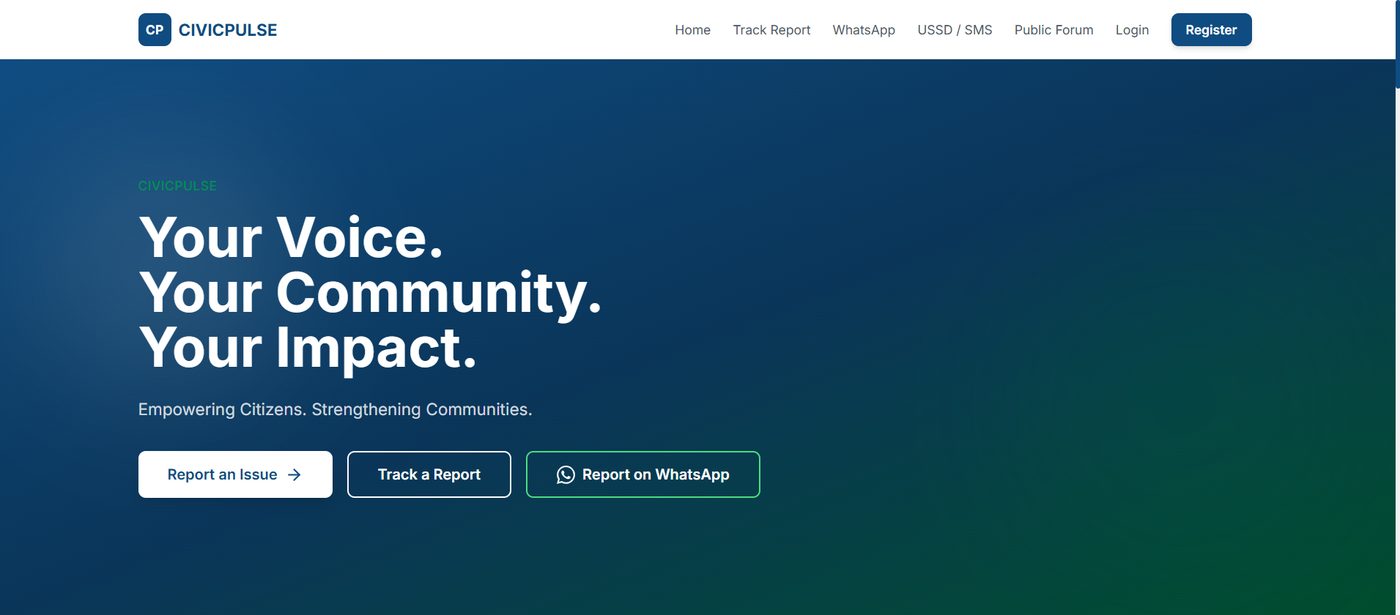 CP CIVICPULSE Home Track Report WhatsApp USSD / SMS Public Forum Login Register
CIVICPULSE
Your Voice.
Your Community.
Your Impact.
Empowering Citizens. Strengthening Communities.
Report an Issue Track a Report Report on WhatsApp